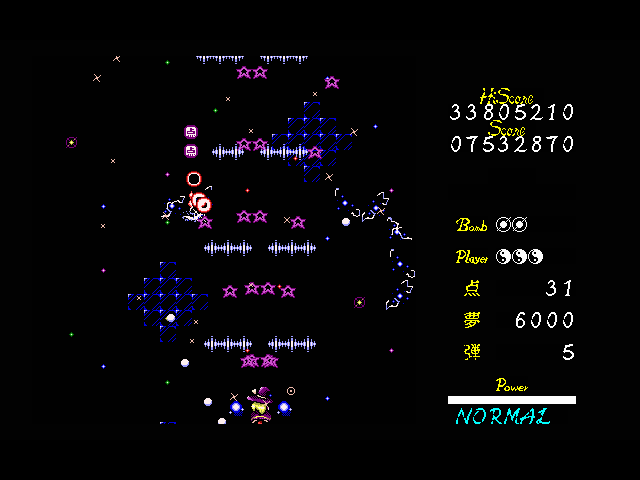 HiScore
33805210
Score
07532870
Bomb
Player
点 31
夢 6000
弾 5
Power
NORMAL